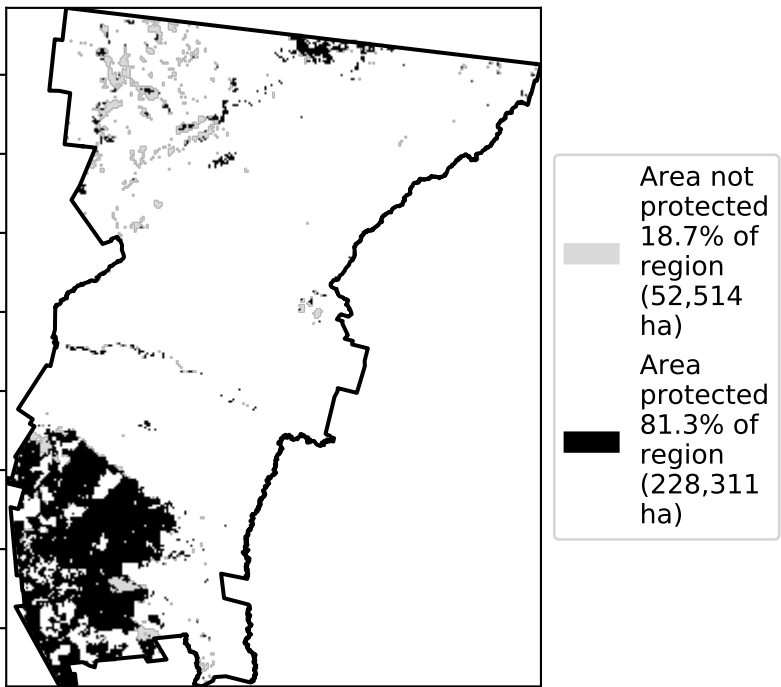 Area not
protected
18.7% of
region
(52,514
ha)
Area
protected
81.3% of
region
(228,311
ha)